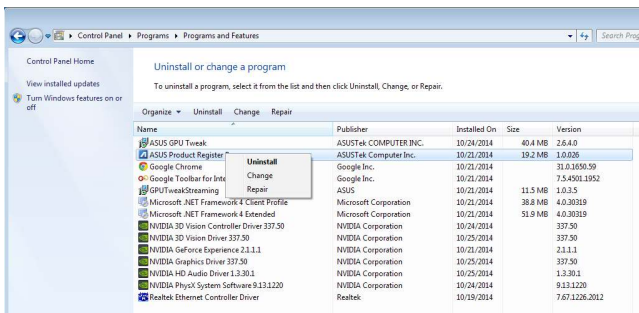 Control Panel ▸ Programs ▸ Programs and Features
Search Prog
Control Panel Home
View installed updates
Turn Windows features on or off
Uninstall or change a program
To uninstall a program, select it from the list and then click Uninstall, Change, or Repair.
Organize Uninstall Change Repair
Name Publisher Installed On Size Version
ASUS GPU Tweak ASUSTek COMPUTER INC. 10/24/2014 40.4 MB 2.6.4.0
ASUS Product Register ASUSTek Computer Inc. 10/21/2014 19.2 MB 1.0.026
Google Chrome Google Inc. 10/21/2014 31.0.1650.59
Google Toolbar for Inte Google Inc. 10/21/2014 7.5.4501.1952
GPUTweakStreaming ASUS 10/21/2014 11.5 MB 1.0.3.5
Microsoft .NET Framework 4 Client Profile Microsoft Corporation 10/21/2014 38.8 MB 4.0.30319
Microsoft .NET Framework 4 Extended Microsoft Corporation 10/21/2014 51.9 MB 4.0.30319
NVIDIA 3D Vision Controller Driver 337.50 NVIDIA Corporation 10/24/2014 337.50
NVIDIA 3D Vision Driver 337.50 NVIDIA Corporation 10/25/2014 337.50
NVIDIA GeForce Experience 2.1.1.1 NVIDIA Corporation 10/21/2014 2.1.1.1
NVIDIA Graphics Driver 337.50 NVIDIA Corporation 10/25/2014 337.50
NVIDIA HD Audio Driver 1.3.30.1 NVIDIA Corporation 10/25/2014 1.3.30.1
NVIDIA PhysX System Software 9.13.1220 NVIDIA Corporation 10/24/2014 9.13.1220
Realtek Ethernet Controller Driver Realtek 10/19/2014 7.67.1226.2012
Uninstall
Change
Repair